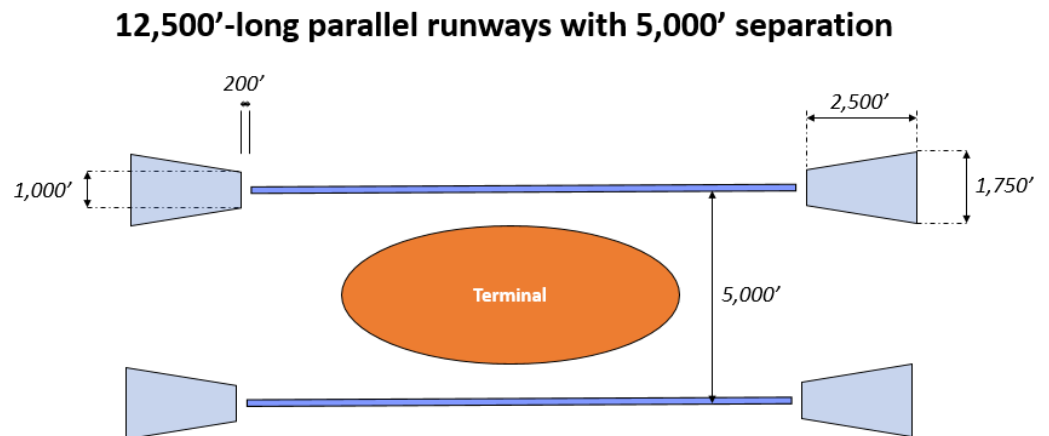 12,500’-long parallel runways with 5,000’ separation
200’
2,500’
1,000’
1,750’
Terminal
5,000’